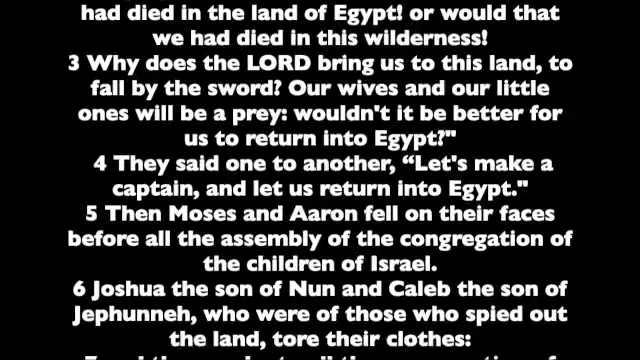 had died in the land of Egypt! or would that
we had died in this wilderness!
3 Why does the LORD bring us to this land, to
fall by the sword? Our wives and our little
ones will be a prey: wouldn't it be better for
us to return into Egypt?"
4 They said one to another, “Let's make a
captain, and let us return into Egypt."
5 Then Moses and Aaron fell on their faces
before all the assembly of the congregation of
the children of Israel.
6 Joshua the son of Nun and Caleb the son of
Jephunneh, who were of those who spied out
the land, tore their clothes: